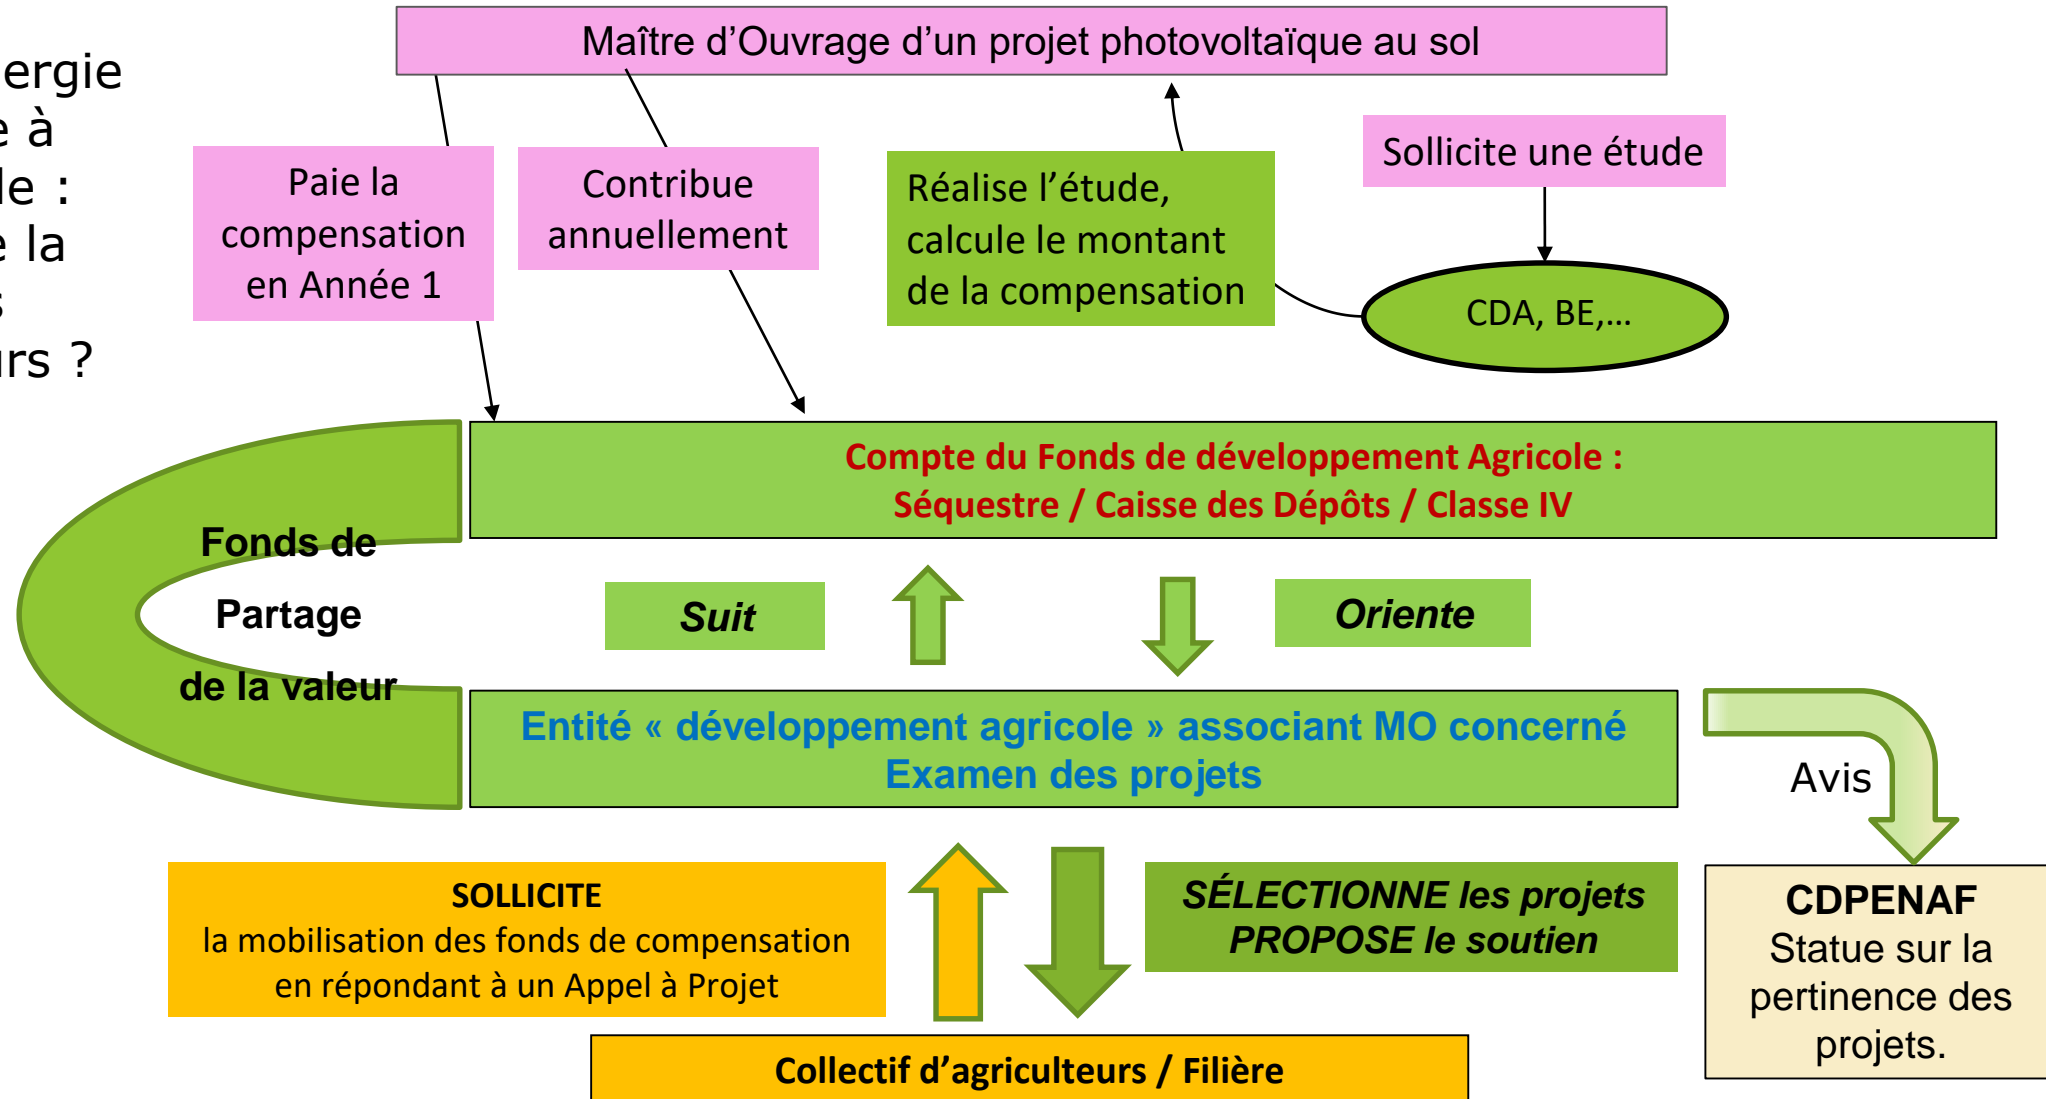 Maître d’Ouvrage d’un projet photovoltaïque au sol
à
:
la
?
Paie la
compensation
en Année 1
Contribue
annuellement
Réalise l’étude,
calcule le montant
de la compensation
Sollicite une étude
CDA, BE,...
Compte du Fonds de développement Agricole :
Séquestre / Caisse des Dépôts / Classe IV
Fonds de
Partage
de la valeur
Suit
Oriente
Entité « développement agricole » associant MO concerné
Examen des projets
Avis
SOLLICITE
la mobilisation des fonds de compensation
en répondant à un Appel à Projet
SÉLECTIONNE les projets
PROPOSE le soutien
CDPENAF
Statue sur la
pertinence des
projets.
Collectif d’agriculteurs / Filière